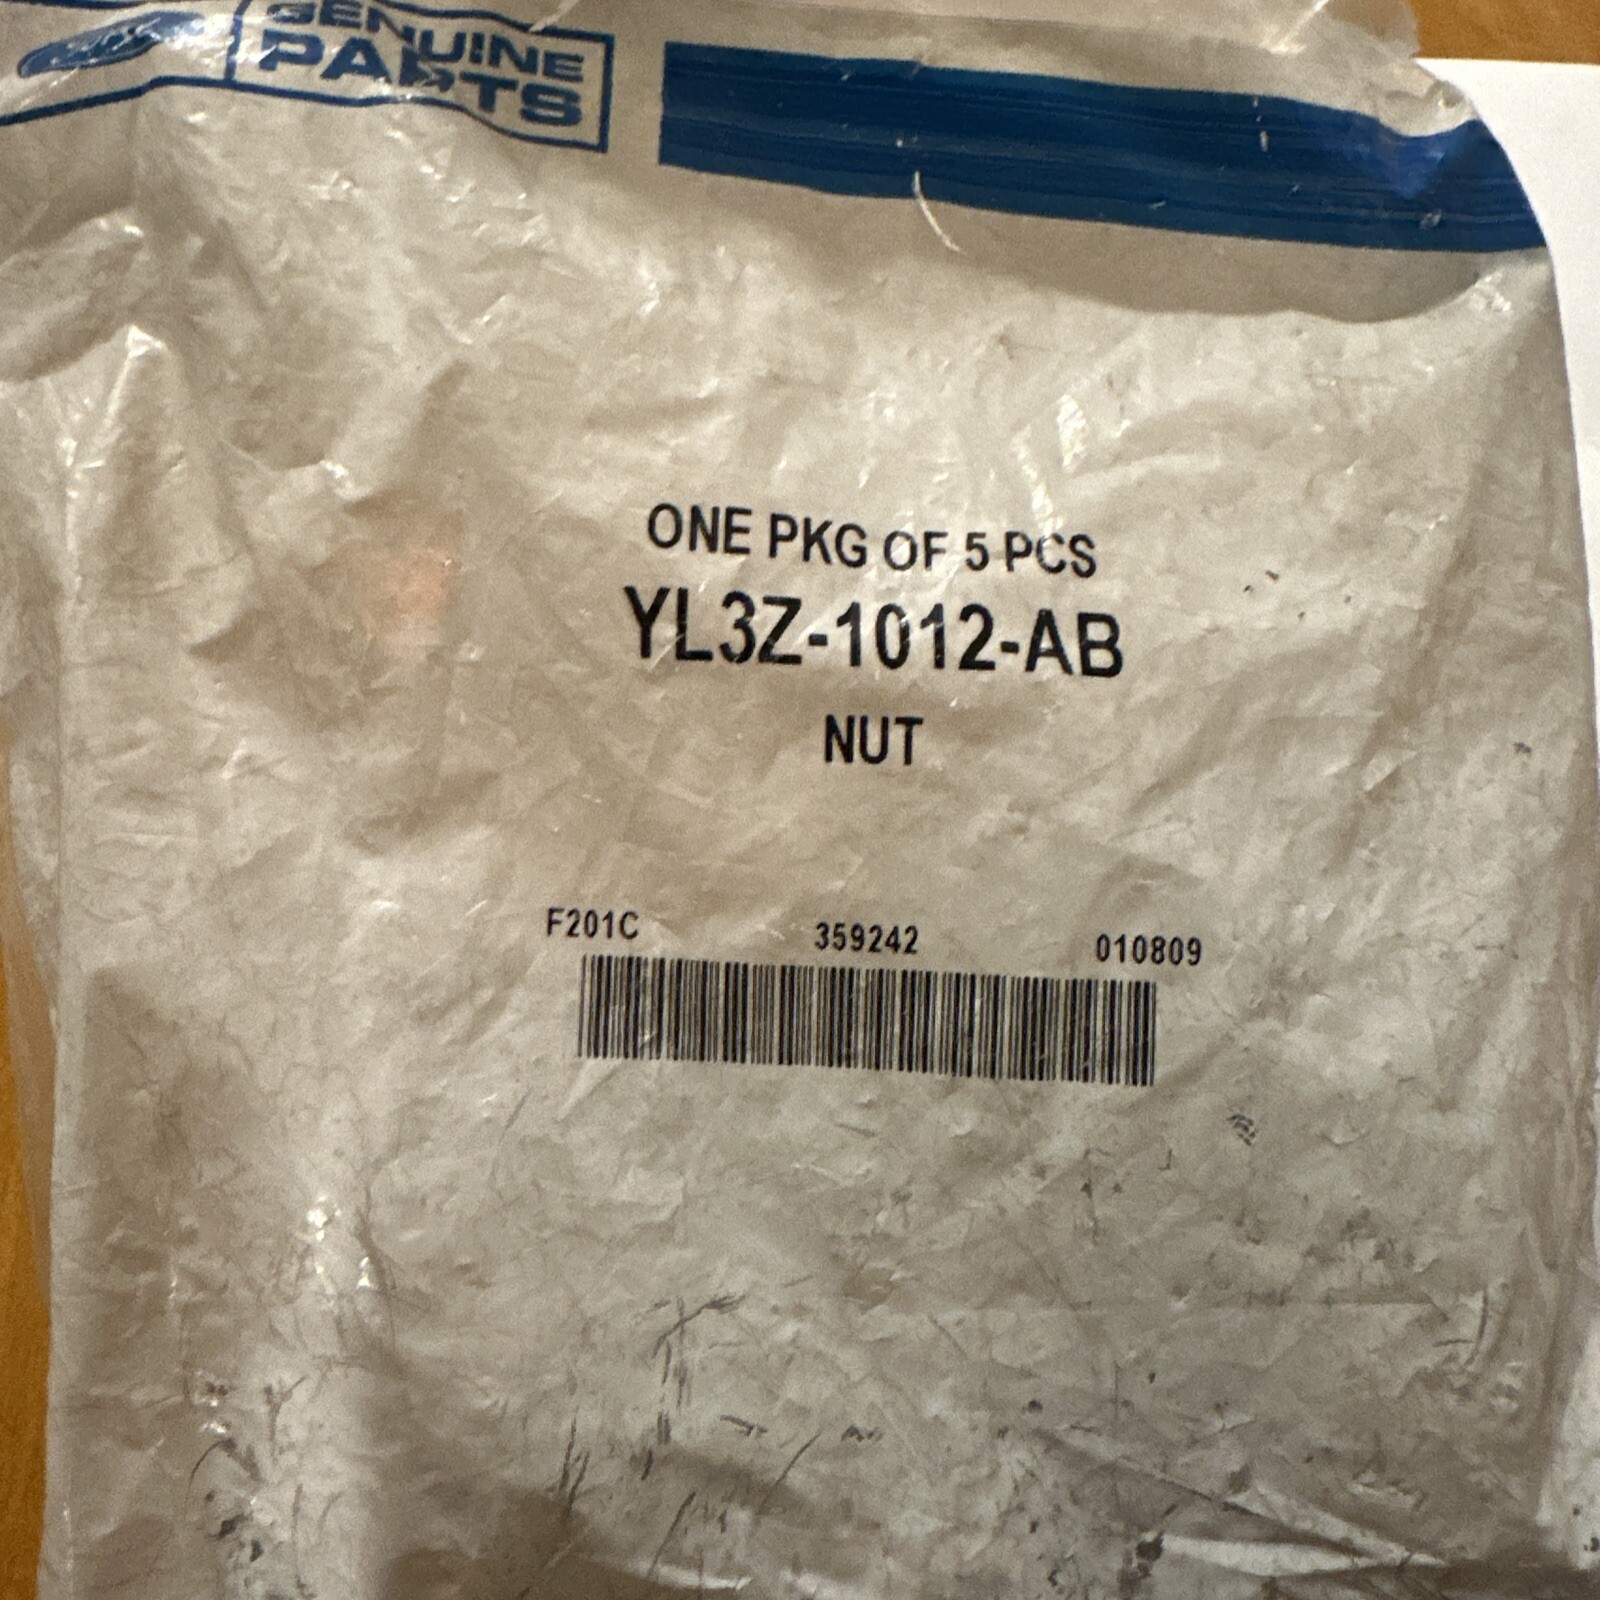 GENUINE
PARTS
ONE PKG OF 5 PCS
YL3Z-1012-AB
NUT
F201C 359242 010809